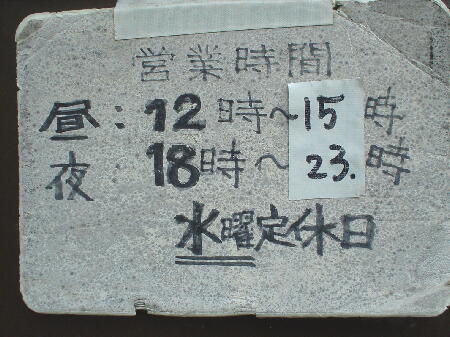 営業時間
昼：12時～15時
夜 18時～23.時
水曜定休日